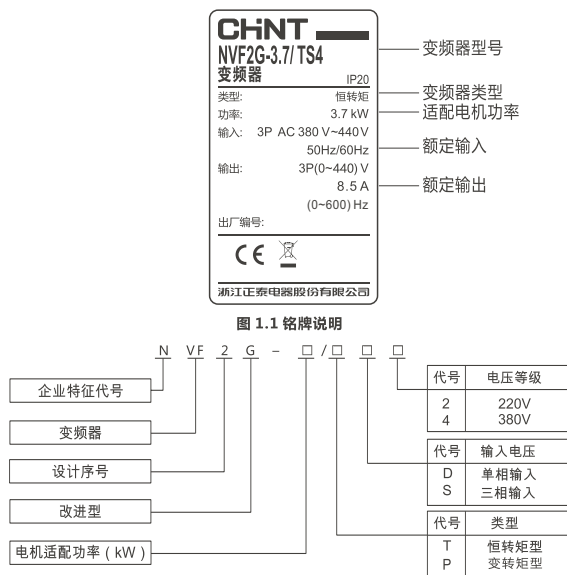 CHNT
NVF2G-3.7/ TS4
变频器
IP20
类型: 恒转矩
功率: 3.7 kW
输入: 3P AC 380 V~440V
50Hz/60Hz
输出: 3P(0~440) V
8.5 A
(0~600) Hz
出厂编号:
CE
浙江正泰电器股份有限公司
变频器型号
变频器类型
适配电机功率
额定输入
额定输出
图 1.1 铭牌说明
N VF 2 G - □ / □ □ □
企业特征代号
变频器
设计序号
改进型
电机适配功率 ( kW )
代号 电压等级
2 220V
4 380V
代号 输入电压
D 单相输入
S 三相输入
代号 类型
T 恒转矩型
P 变转矩型